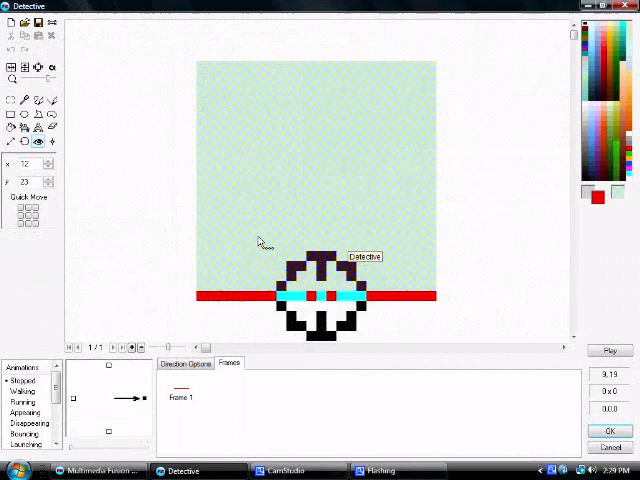 Detective
x 12
y 23
Quick Move
Detective
1 / 1
Animations
Stopped
Walking
Running
Appearing
Disappearing
Bouncing
Launching
Direction Options
Frames
Frame 1
Play
9, 19
0 x 0
0,0,0
OK
Cancel
Multimedia Fusion ...
Detective
CamStudio
Flashing
2:29 PM